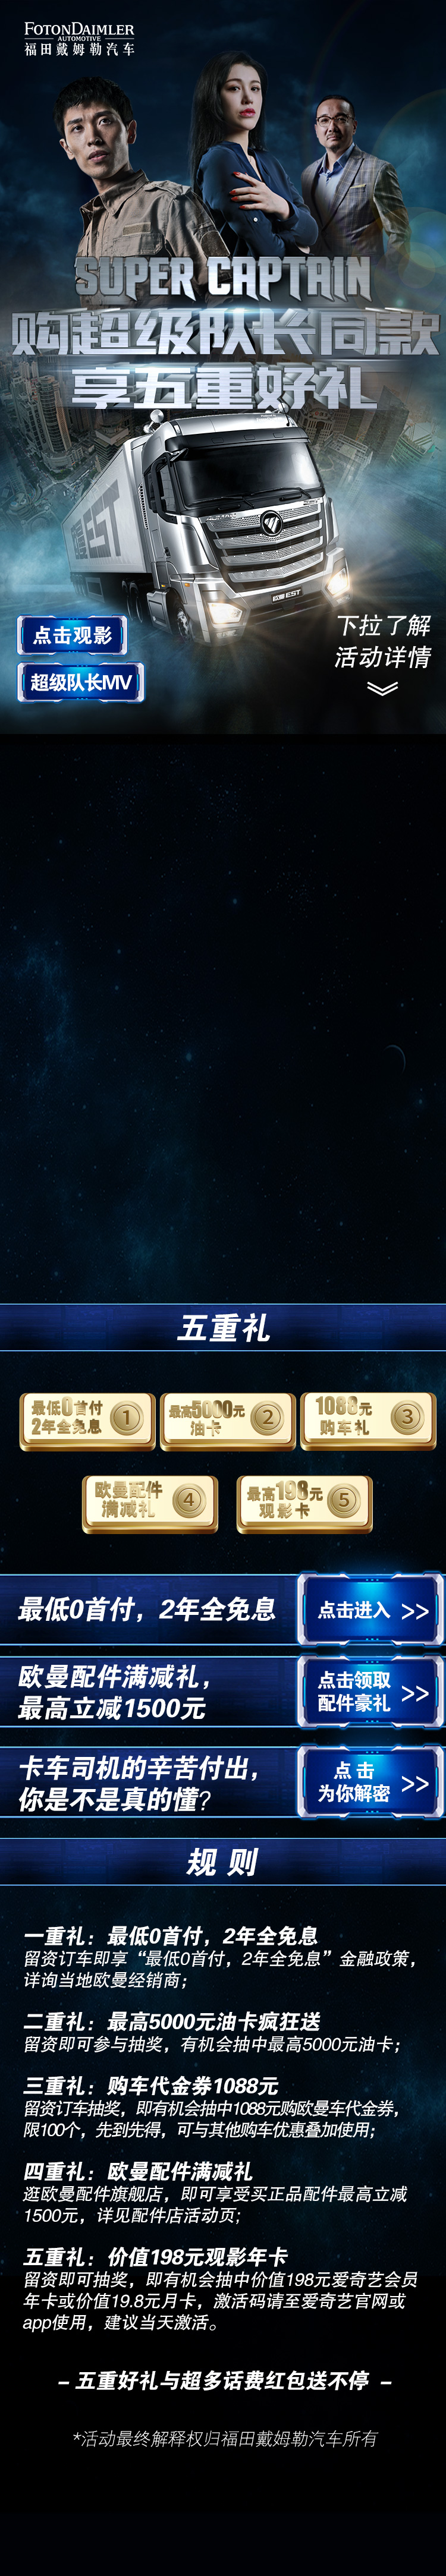 FOTONDAIMLER
AUTOMOTIVE
福田戴姆勒汽车
SUPER CAPTAIN
购超级队长同款
享五重好礼
EST
欧曼EST
点击观影
超级队长MV
下拉了解
活动详情
五重礼
最低0首付
2年全免息
1
最高5000元
油卡
2
1088元
购车礼
3
欧曼配件
满减礼
4
最高198元
观影卡
5
最低0首付，2年全免息
点击进入 >>
欧曼配件满减礼，
最高立减1500元
点击领取
配件豪礼 >>
卡车司机的辛苦付出，
你是不是真的懂?
点 击
为你解密 >>
规 则
一重礼：最低0首付，2年全免息
留资订车即享“最低0首付，2年全免息”金融政策，
详询当地欧曼经销商；
二重礼：最高5000元油卡疯狂送
留资即可参与抽奖，有机会抽中最高5000元油卡；
三重礼：购车代金券1088元
留资订车抽奖，即有机会抽中1088元购欧曼车代金券，
限100个，先到先得，可与其他购车优惠叠加使用；
四重礼：欧曼配件满减礼
逛欧曼配件旗舰店，即可享受买正品配件最高立减
1500元，详见配件店活动页;
五重礼：价值198元观影年卡
留资即可抽奖，即有机会抽中价值198元爱奇艺会员
年卡或价值19.8元月卡，激活码请至爱奇艺官网或
app使用，建议当天激活。
– 五重好礼与超多话费红包送不停 –
*活动最终解释权归福田戴姆勒汽车所有